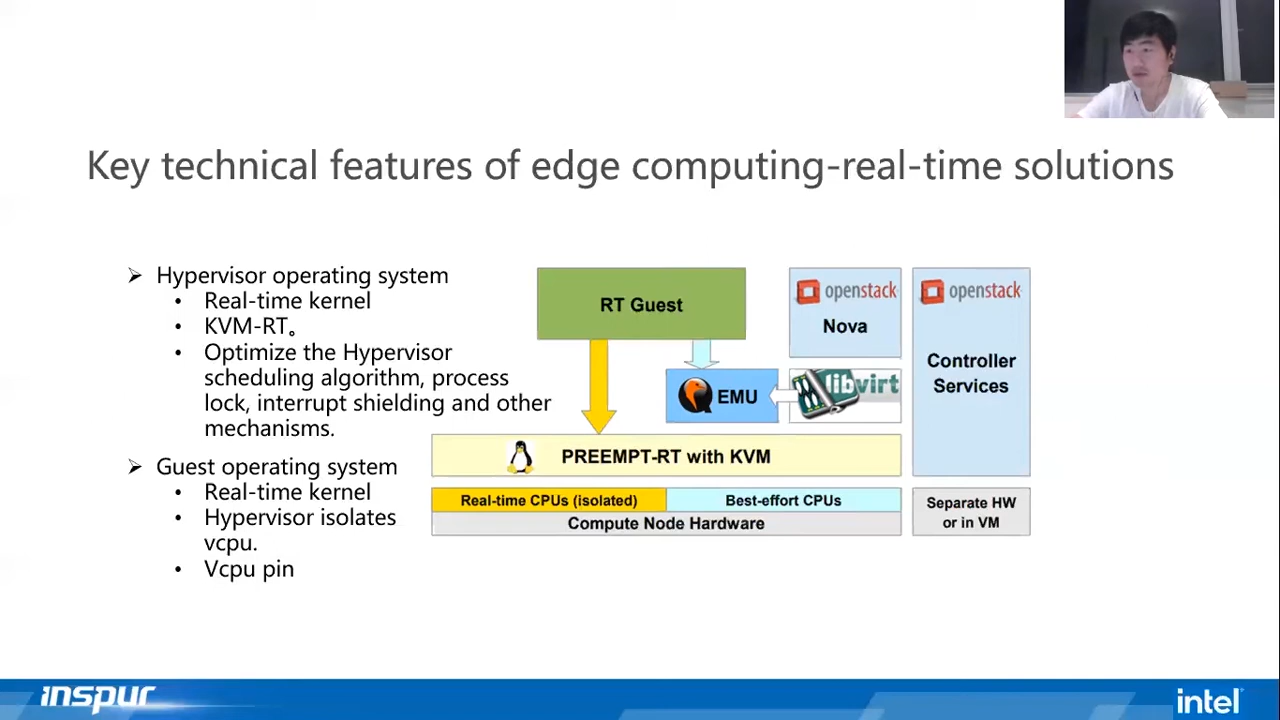 Key technical features of edge computing-real-time solutions
➢ Hypervisor operating system
• Real-time kernel
• KVM-RT。
• Optimize the Hypervisor
scheduling algorithm, process
lock, interrupt shielding and other
mechanisms.
➢ Guest operating system
• Real-time kernel
• Hypervisor isolates
vcpu.
• Vcpu pin
RT Guest
openstack
Nova
openstack
Controller
Services
EMU
libvirt
PREEMPT-RT with KVM
Real-time CPUs (isolated)
Best-effort CPUs
Compute Node Hardware
Separate HW
or in VM
inspur
intel